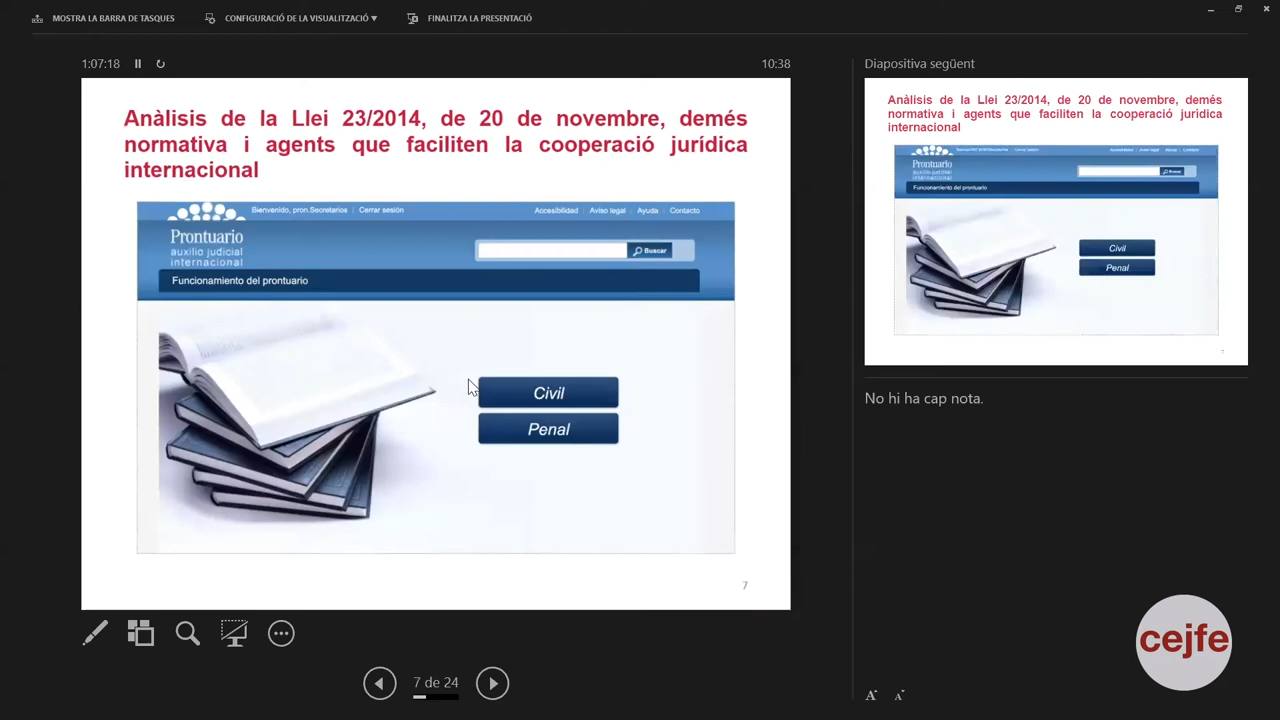 MOSTRA LA BARRA DE TASQUES
CONFIGURACIÓ DE LA VISUALITZACIÓ
FINALITZA LA PRESENTACIÓ
1:07:18
10:38
Anàlisis de la Llei 23/2014, de 20 de novembre, demés
normativa i agents que faciliten la cooperació jurídica
internacional
Bienvenido, pron.Secretarios | Cerrar sesión
Accesibilidad | Aviso legal | Ayuda | Contacto
Prontuario
auxilio judicial
internacional
Buscar
Funcionamiento del prontuario
Civil
Penal
7
7 de 24
Diapositiva següent
Anàlisis de la Llei 23/2014, de 20 de novembre, demés
normativa i agents que faciliten la cooperació jurídica
internacional
Prontuario
auxilio judicial
internacional
Buscar
Funcionamiento del prontuario
Civil
Penal
No hi ha cap nota.
cejfe
A A